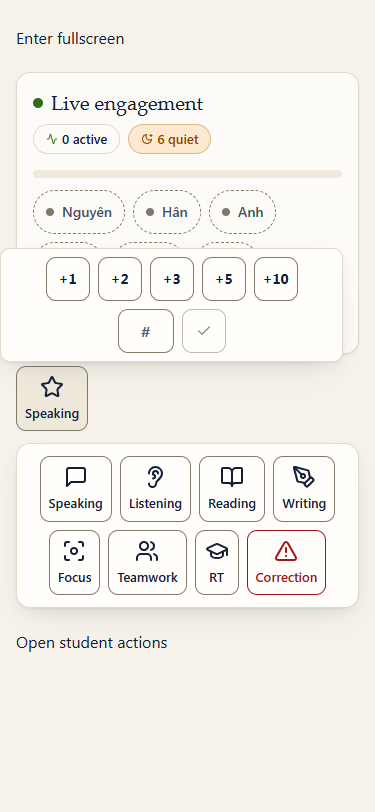 Enter fullscreen
Live engagement
0 active
6 quiet
Nguyên
Hân
Anh
+1
+2
+3
+5
+10
#
Speaking
Speaking
Listening
Reading
Writing
Focus
Teamwork
RT
Correction
Open student actions